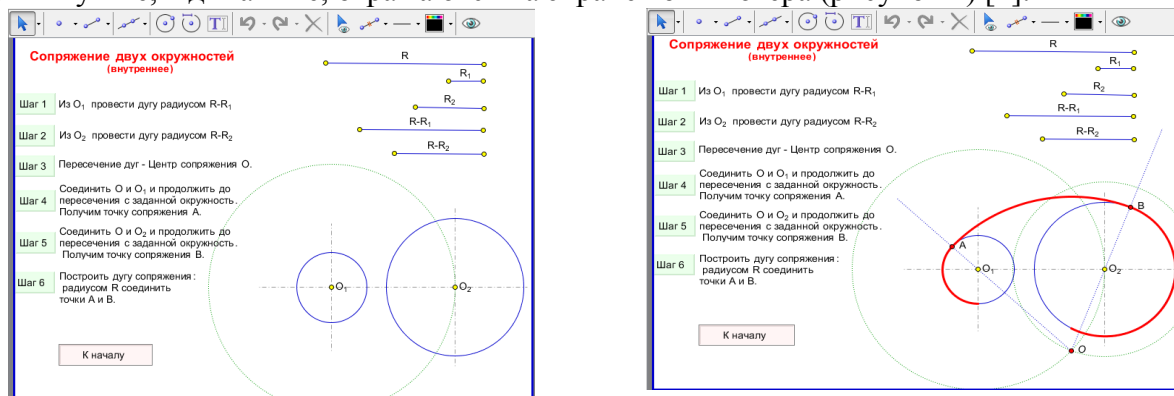 Сопряжение двух окружностей
(внутреннее)
R
R₁
R₂
R-R₁
R-R₂
Шаг 1 Из O₁ провести дугу радиусом R-R₁
Шаг 2 Из O₂ провести дугу радиусом R-R₂
Шаг 3 Пересечение дуг - Центр сопряжения О.
Шаг 4 Соединить О и O₁ и продолжить до
пересечения с заданной окружность.
Получим точку сопряжения А.
Шаг 5 Соединить О и O₂ и продолжить до
пересечения с заданной окружность.
Получим точку сопряжения В.
Шаг 6 Построить дугу сопряжения:
радиусом R соединить
точки А и В.
O₁
O₂
К началу
Сопряжение двух окружностей
(внутреннее)
R
R₁
R₂
R-R₁
R-R₂
Шаг 1 Из O₁ провести дугу радиусом R-R₁
Шаг 2 Из O₂ провести дугу радиусом R-R₂
Шаг 3 Пересечение дуг - Центр сопряжения О.
Шаг 4 Соединить О и O₁ и продолжить до
пересечения с заданной окружность.
Получим точку сопряжения А.
Шаг 5 Соединить О и O₂ и продолжить до
пересечения с заданной окружность.
Получим точку сопряжения В.
Шаг 6 Построить дугу сопряжения:
радиусом R соединить
точки А и В.
A
B
O₁
O₂
O
К началу